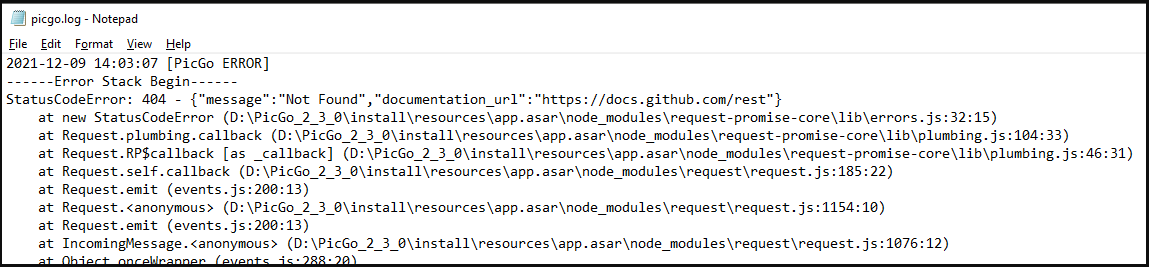 picgo.log - Notepad
File Edit Format View Help
2021-12-09 14:03:07 [PicGo ERROR]
------Error Stack Begin------
StatusCodeError: 404 - {"message":"Not Found","documentation_url":"https://docs.github.com/rest"}
    at new StatusCodeError (D:\PicGo_2_3_0\install\resources\app.asar\node_modules\request-promise-core\lib\errors.js:32:15)
    at Request.plumbing.callback (D:\PicGo_2_3_0\install\resources\app.asar\node_modules\request-promise-core\lib\plumbing.js:104:33)
    at Request.RP$callback [as _callback] (D:\PicGo_2_3_0\install\resources\app.asar\node_modules\request-promise-core\lib\plumbing.js:46:31)
    at Request.self.callback (D:\PicGo_2_3_0\install\resources\app.asar\node_modules\request\request.js:185:22)
    at Request.emit (events.js:200:13)
    at Request.<anonymous> (D:\PicGo_2_3_0\install\resources\app.asar\node_modules\request\request.js:1154:10)
    at Request.emit (events.js:200:13)
    at IncomingMessage.<anonymous> (D:\PicGo_2_3_0\install\resources\app.asar\node_modules\request\request.js:1076:12)
    at Object.onceWrapper (events.js:288:20)